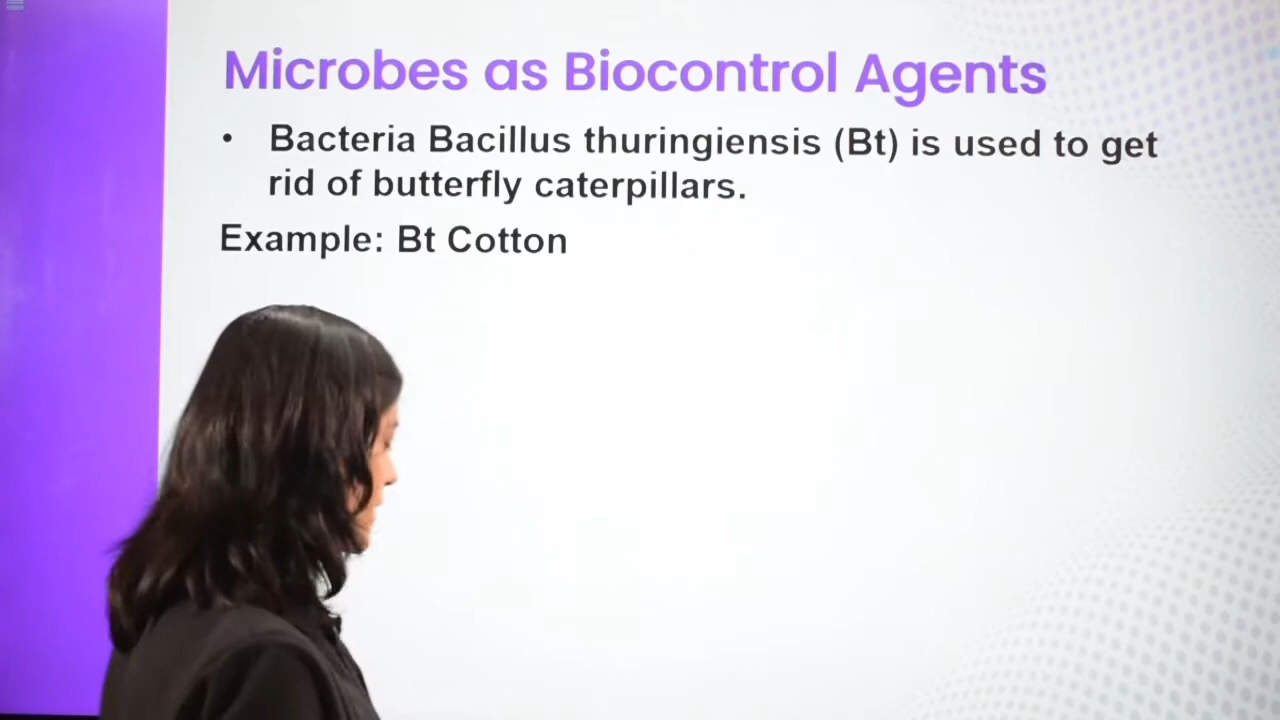 Microbes as Biocontrol Agents
• Bacteria Bacillus thuringiensis (Bt) is used to get
rid of butterfly caterpillars.
Example: Bt Cotton